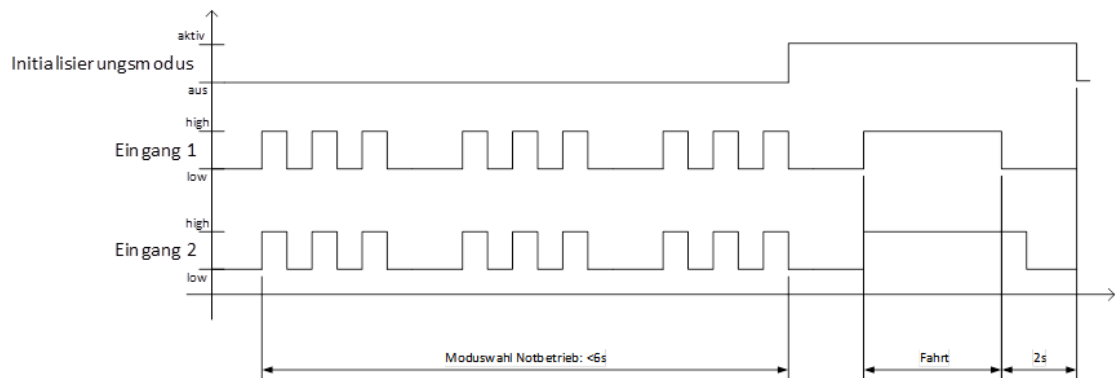 aktiv
Initialisierungsmodus
aus
high
Eingang 1
low
high
Eingang 2
low
Moduswahl Notbetrieb: <6s
Fahrt
2s